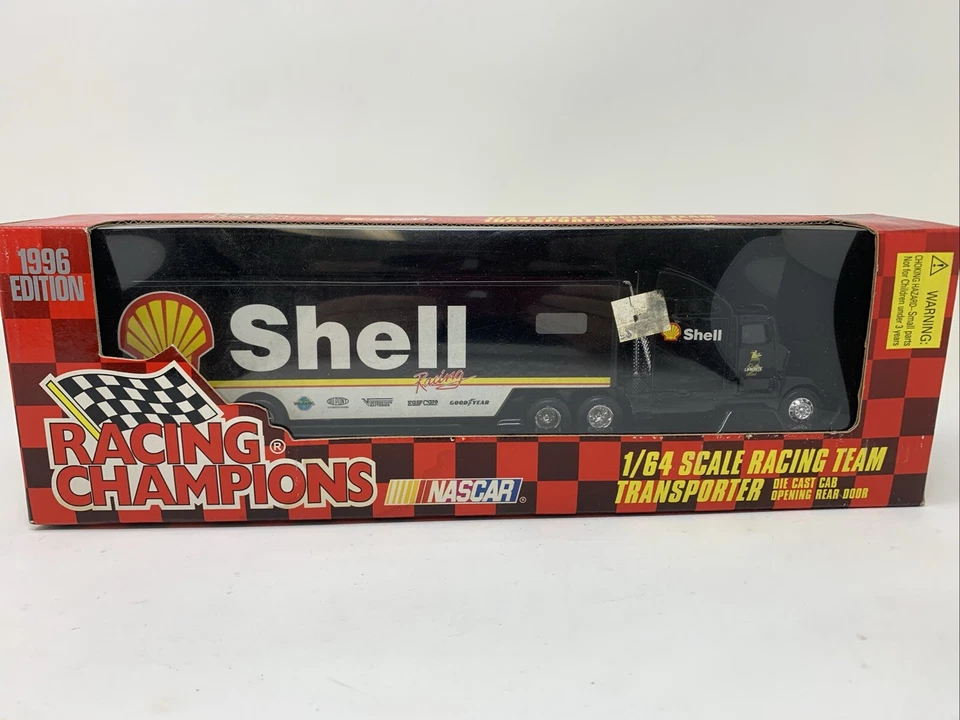 1996
EDITION
Shell
Racing
DUPONT
GOODYEAR
Shell
WARNING:
CHOKING HAZARD-Small parts
Not for Children under 3 years
RACING
CHAMPIONS®
NASCAR®
1/64 SCALE RACING TEAM
TRANSPORTER DIE CAST CAB
OPENING REAR DOOR